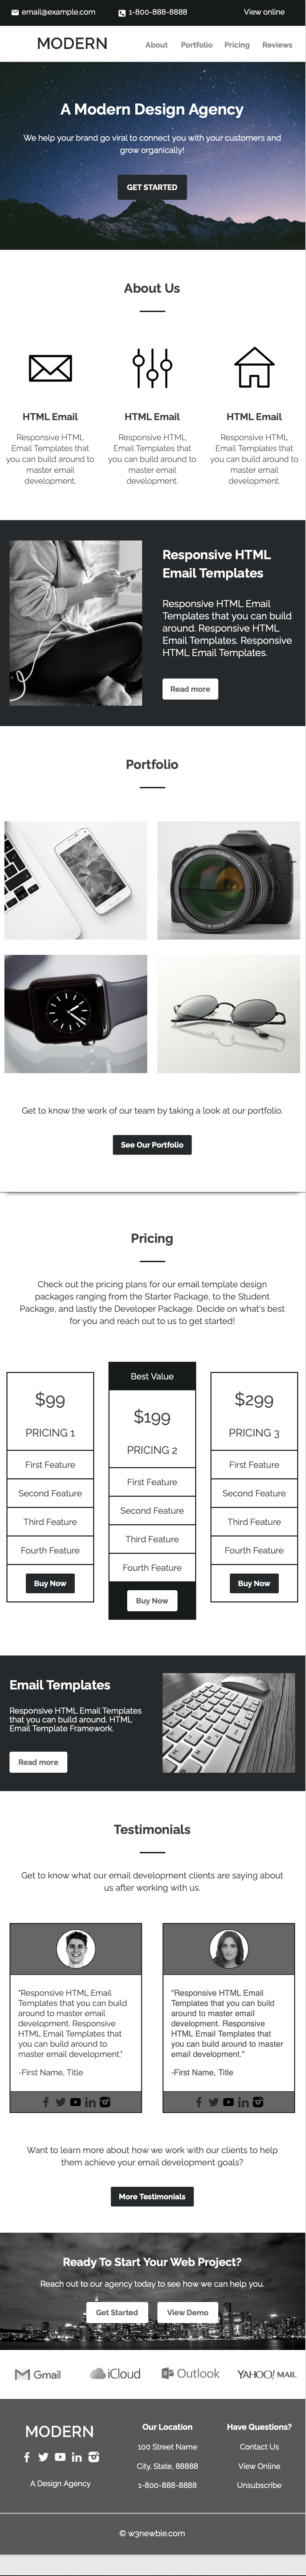 email@example.com 1-800-888-8888 View online
MODERN About Portfolio Pricing Reviews
A Modern Design Agency
We help your brand go viral to connect you with your customers and
grow organically!
GET STARTED
About Us
HTML Email
Responsive HTML
Email Templates that
you can build around to
master email
development.
HTML Email
Responsive HTML
Email Templates that
you can build around to
master email
development.
HTML Email
Responsive HTML
Email Templates that
you can build around to
master email
development.
Responsive HTML
Email Templates
Responsive HTML Email
Templates that you can build
around. Responsive HTML
Email Templates. Responsive
HTML Email Templates.
Read more
Portfolio
Get to know the work of our team by taking a look at our portfolio.
See Our Portfolio
Pricing
Check out the pricing plans for our email template design
packages ranging from the Starter Package, to the Student
Package, and lastly the Developer Package. Decide on what's best
for you and reach out to us to get started!
$99
PRICING 1
First Feature
Second Feature
Third Feature
Fourth Feature
Buy Now
Best Value
$199
PRICING 2
First Feature
Second Feature
Third Feature
Fourth Feature
Buy Now
$299
PRICING 3
First Feature
Second Feature
Third Feature
Fourth Feature
Buy Now
Email Templates
Responsive HTML Email Templates
that you can build around. HTML
Email Template Framework.
Read more
Testimonials
Get to know what our email development clients are saying about
us after working with us.
"Responsive HTML Email
Templates that you can build
around to master email
development. Responsive
HTML Email Templates that
you can build around to
master email development."
-First Name, Title
"Responsive HTML Email
Templates that you can build
around to master email
development. Responsive
HTML Email Templates that
you can build around to master
email development."
-First Name, Title
Want to learn more about how we work with our clients to help
them achieve your email development goals?
More Testimonials
Ready To Start Your Web Project?
Reach out to our agency today to see how we can help you.
Get Started View Demo
Gmail iCloud Outlook YAHOO! MAIL
MODERN
A Design Agency
Our Location
100 Street Name
City, State, 88888
1-800-888-8888
Have Questions?
Contact Us
View Online
Unsubscribe
© w3newbie.com